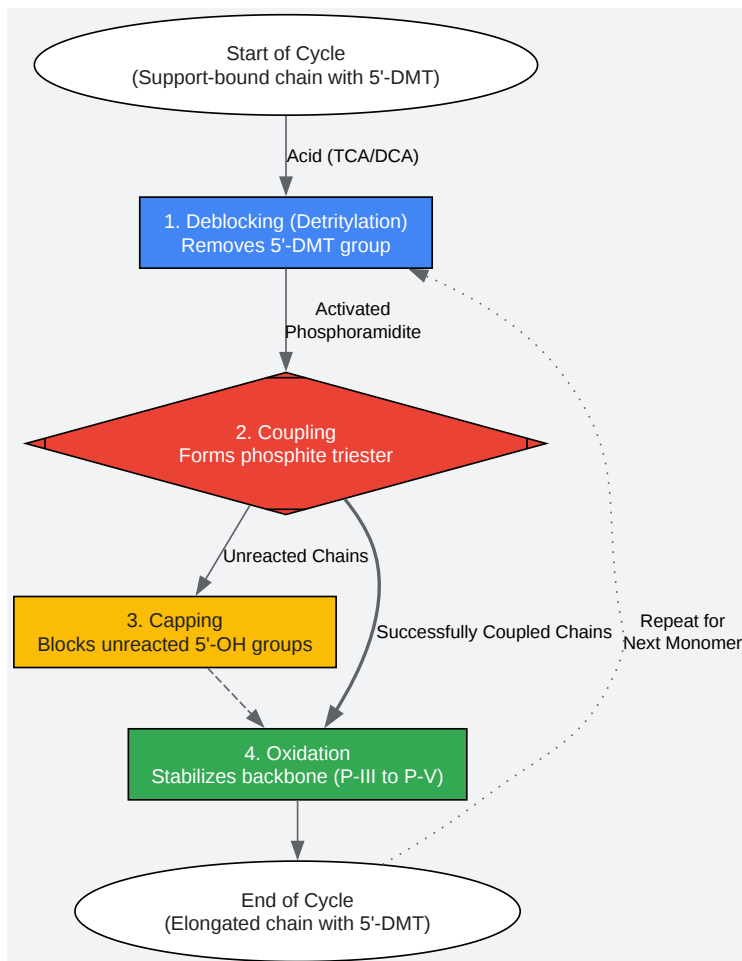 Start of Cycle
(Support-bound chain with 5'-DMT)
Acid (TCA/DCA)
1. Deblocking (Detritylation)
Removes 5'-DMT group
Activated
Phosphoramidite
2. Coupling
Forms phosphite triester
Unreacted Chains
3. Capping
Blocks unreacted 5'-OH groups
Successfully Coupled Chains
Repeat for
Next Monomer
4. Oxidation
Stabilizes backbone (P-III to P-V)
End of Cycle
(Elongated chain with 5'-DMT)